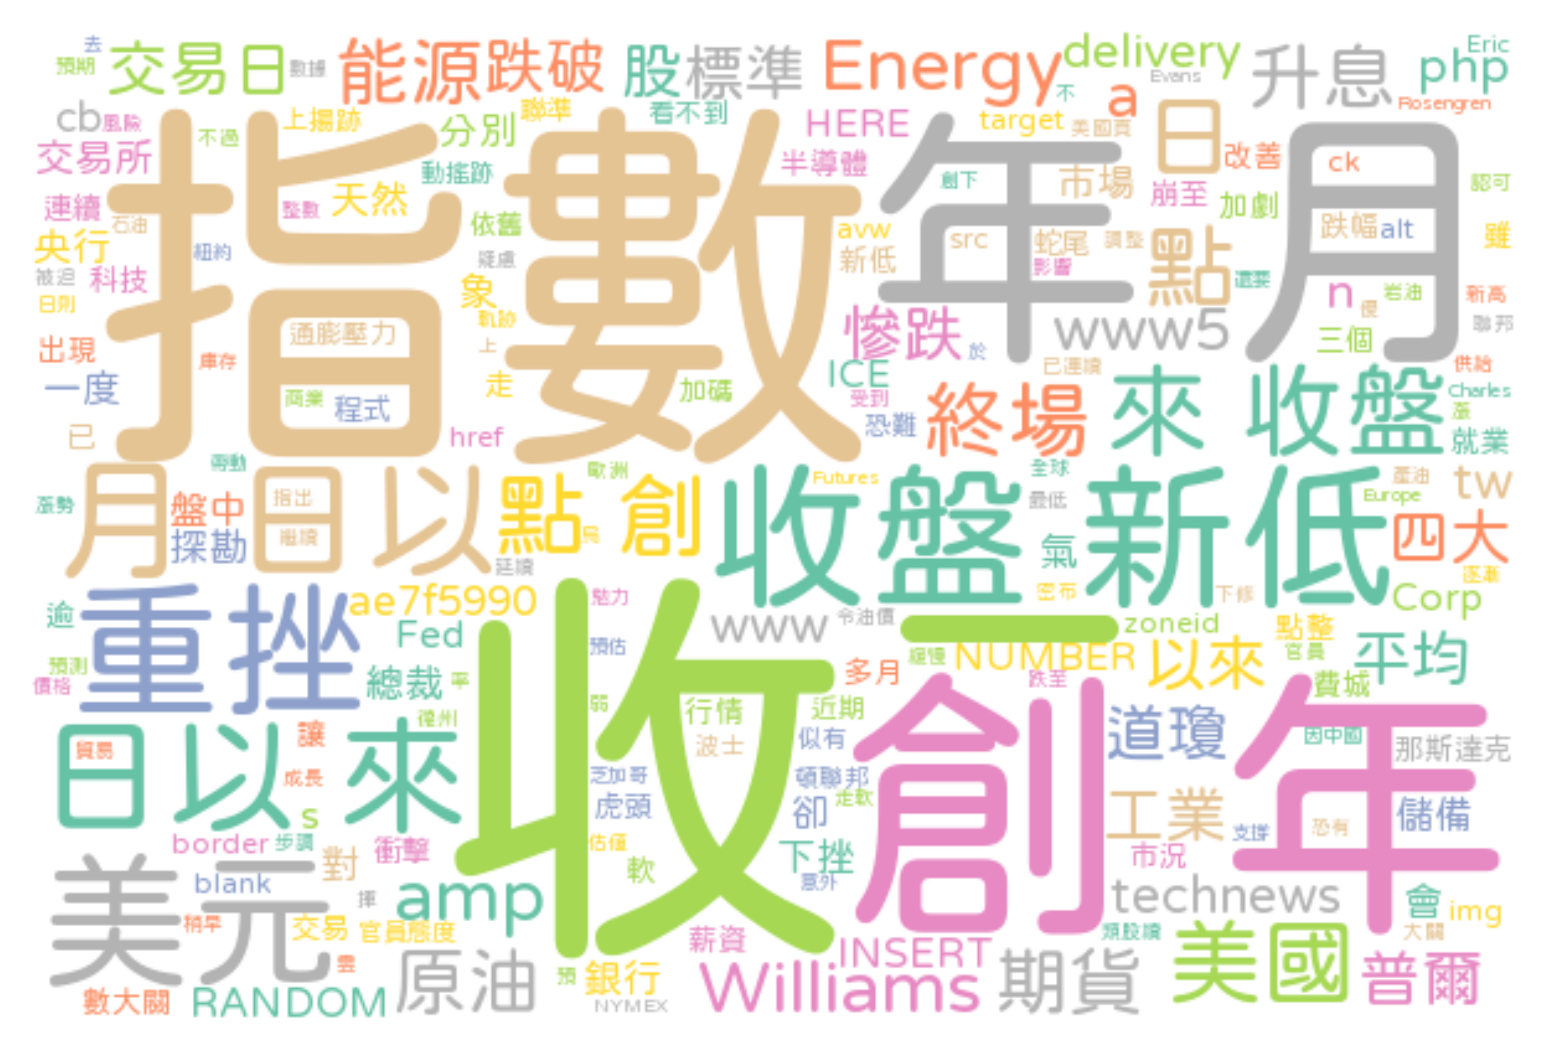 去
預期
交易日
數據
能源
跌破
股
標準
Energy
delivery
Evans
升息
Eric
php
cb
風險
不過
上揚跡
分別
聯準
看不到
HERE
不
a
target
美國頁
日
Rosengren
改善
ck
交易所
動搖跡
半導體
創下
市場
崩至
加劇
認可
連續
石油
整數
天然
指數
年
月
依舊
avw
src
蛇尾
調整
點
跌幅
alt
雖
央行
紐約
疑慮
新低
影響
還要
被迫
科技
日則
象
軌跡
n
優
岩油
新高
慘跌
www5
三個
聯邦
出現
庫存
通膨壓力
上
於
已連續
供給
一度
商業
程式
走
加碼
ICE
受到
終場
來
收盤
Charles
漲
已
href
恐難
就業
帶動
漲勢
月
盤中
日
指出
以
點
歐洲
創
Futures
收盤
全球
最低
新低
產油
Europe
tw
探勘
繼續
延續
局
氣
密布
下修
四大
逐漸
逾
重挫
ae7f5990
魅力
www
令油價
一
zoneid
點整
Corp
Fed
預估
緩慢
NUMBER
以來
官員
平均
預測
價格
總裁
平
收
多月
跌至
費城
德州
弱
行情
近期
創
年
日
貿易
以
讓
來
波士
似有
道瓊
因中國
那斯達克
成長
芝加哥
頓聯邦
s
虎頭
卻
走軟
工業
支撐
恐有
儲備
border
步調
對
衝擊
估值
下挫
市況
美元
blank
揮
amp
軟
意外
technews
會
img
稍早
交易
官員態度
薪資
類股續
大關
雲
原油
預
銀行
INSERT
期貨
美國
普爾
數大關
RANDOM
NYMEX
Williams